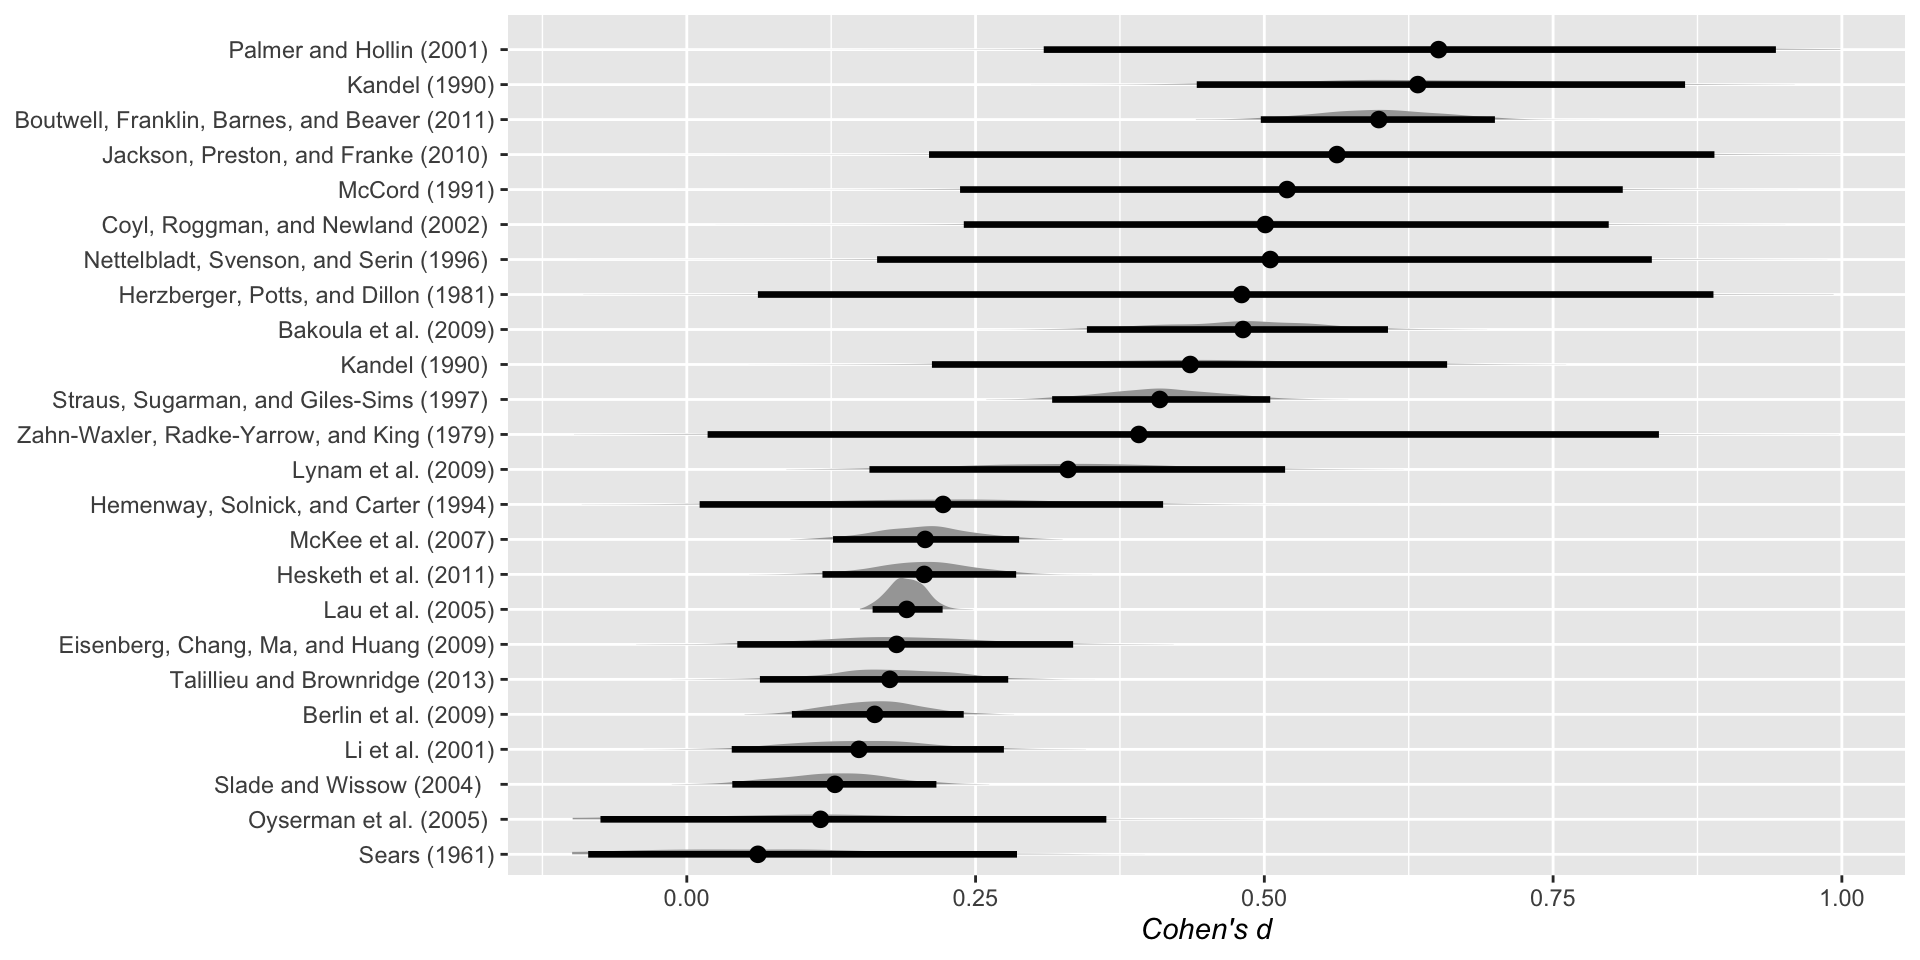 Palmer and Hollin (2001)
Kandel (1990)
Boutwell, Franklin, Barnes, and Beaver (2011)
Jackson, Preston, and Franke (2010)
McCord (1991)
Coyl, Roggman, and Newland (2002)
Nettelbladt, Svenson, and Serin (1996)
Herzberger, Potts, and Dillon (1981)
Bakoula et al. (2009)
Kandel (1990)
Straus, Sugarman, and Giles-Sims (1997)
Zahn-Waxler, Radke-Yarrow, and King (1979)
Lynam et al. (2009)
Hemenway, Solnick, and Carter (1994)
McKee et al. (2007)
Hesketh et al. (2011)
Lau et al. (2005)
Eisenberg, Chang, Ma, and Huang (2009)
Talillieu and Brownridge (2013)
Berlin et al. (2009)
Li et al. (2001)
Slade and Wissow (2004)
Oyserman et al. (2005)
Sears (1961)
0.00 0.25 0.50 0.75 1.00
Cohen's d